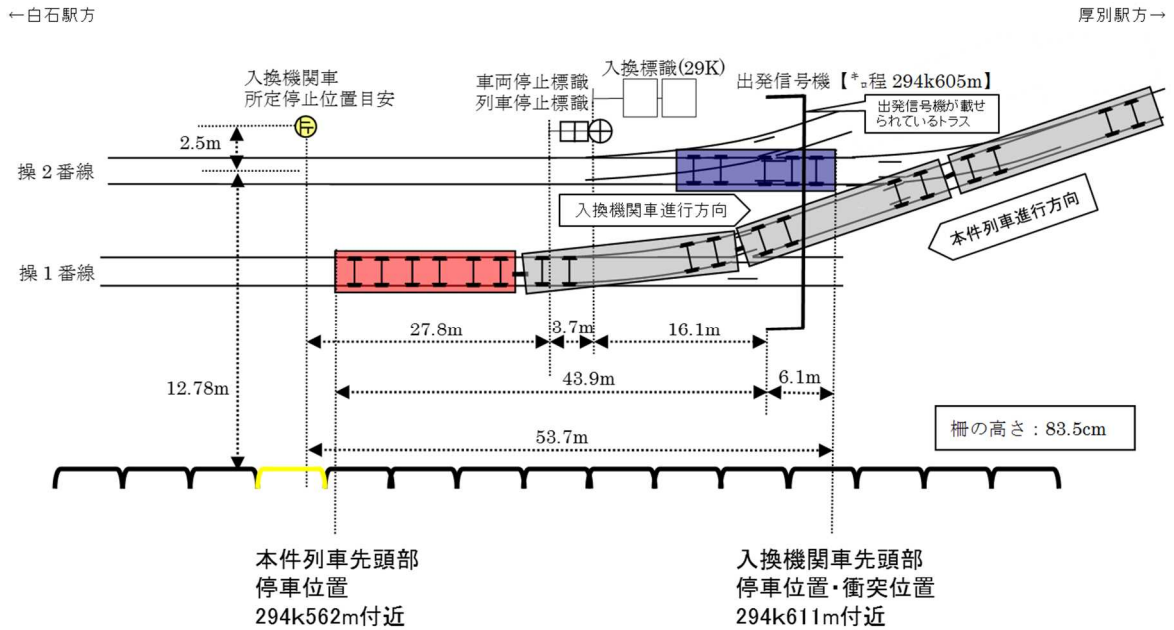 ←白石駅方
厚別駅方→
入換機関車
所定停止位置目安
車両停止標識
列車停止標識
入換標識(29K)
出発信号機【㌔程 294k605m】
出発信号機が載せ
られているトラス
2.5m
操2番線
入換機関車進行方向
本件列車進行方向
操1番線
27.8m
3.7m
16.1m
12.78m
43.9m
6.1m
柵の高さ：83.5cm
53.7m
本件列車先頭部
停車位置
294k562m付近
入換機関車先頭部
停車位置・衝突位置
294k611m付近